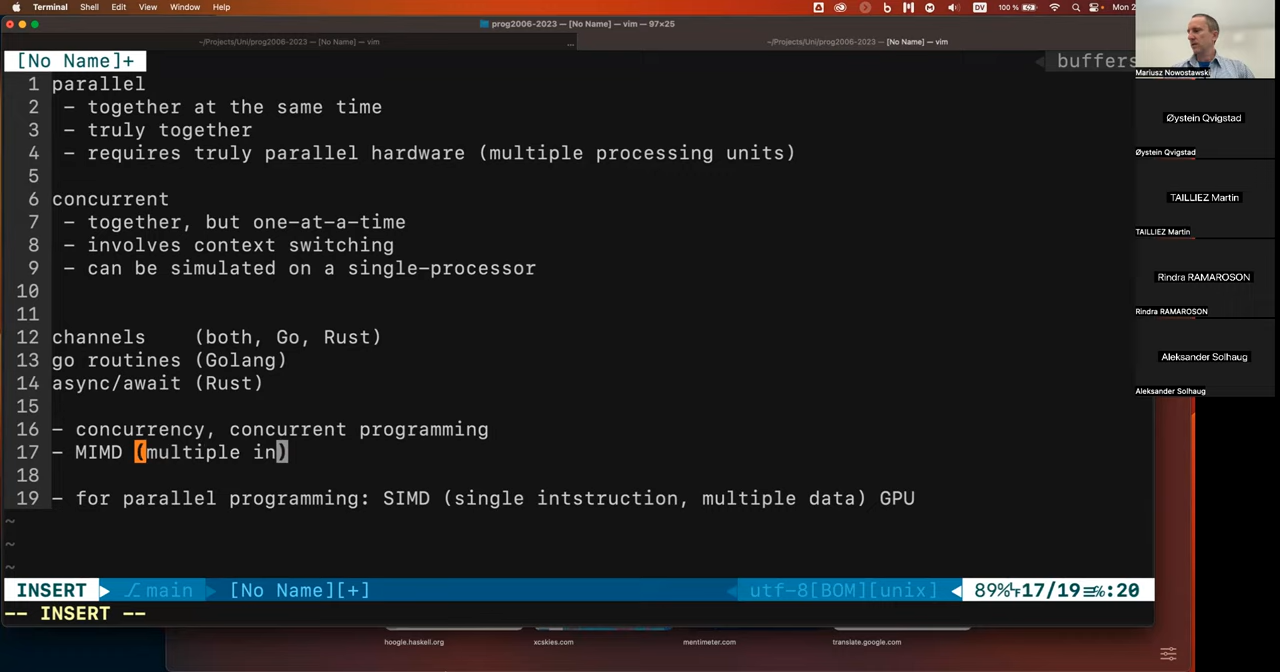 Terminal Shell Edit View Window Help 100 % Mon 2
prog2006-2023 — [No Name] — vim — 97×25
~/Projects/Uni/prog2006-2023 — [No Name] — vim ... ~/Projects/Uni/prog2006-2023 — [No Name] — vim
[No Name]+ buffers
1 parallel
2 – together at the same time
3 – truly together
4 – requires truly parallel hardware (multiple processing units)
5
6 concurrent
7 – together, but one-at-a-time
8 – involves context switching
9 – can be simulated on a single-processor
10
11
12 channels (both, Go, Rust)
13 go routines (Golang)
14 async/await (Rust)
15
16 – concurrency, concurrent programming
17 – MIMD (multiple in)
18
19 – for parallel programming: SIMD (single intstruction, multiple data) GPU
~
~
~
INSERT main [No Name][+] utf-8[BOM][unix] 89% 17/19 :20
-- INSERT --
hoogle.haskell.org xcskies.com mentimeter.com translate.google.com
Mariusz Nowostawski
Øystein Qvigstad
Øystein Qvigstad
TAILLIEZ Martin
TAILLIEZ Martin
Rindra RAMAROSON
Rindra RAMAROSON
Aleksander Solhaug
Aleksander Solhaug